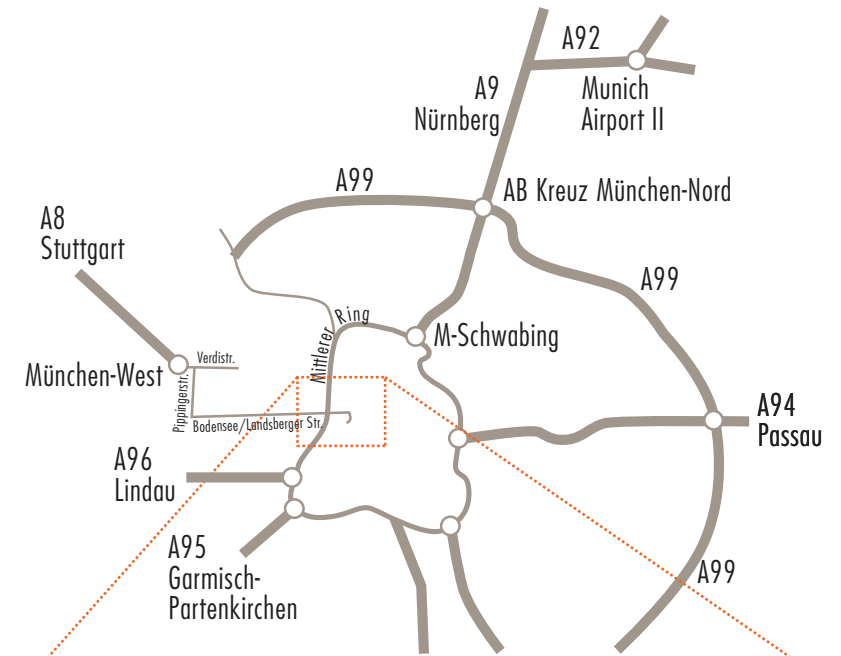 A92
A9
Nürnberg
Munich
Airport II
A99
AB Kreuz München-Nord
A8
Stuttgart
A99
Mittlerer Ring
M-Schwabing
Verdistr.
München-West
Pippingerstr.
Bodensee/Landsberger Str.
A94
Passau
A96
Lindau
A95
Garmisch-
Partenkirchen
A99